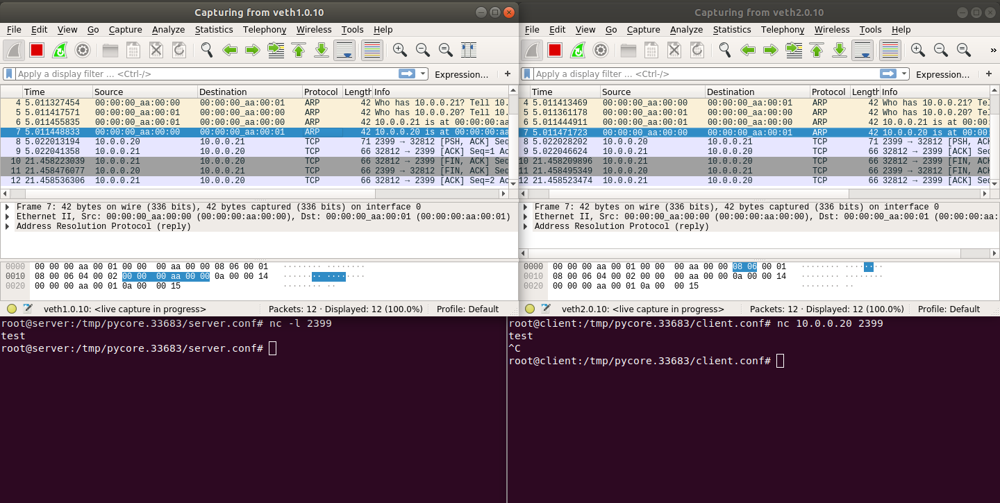 Capturing from veth1.0.10
File Edit View Go Capture Analyze Statistics Telephony Wireless Tools Help
Apply a display filter ... <Ctrl-/> Expression… +
Time Source Destination Protocol Length Info
4 5.011327454 00:00:00_aa:00:00 00:00:00_aa:00:01 ARP 42 Who has 10.0.0.21? Tell 10.
5 5.011417571 00:00:00_aa:00:01 00:00:00_aa:00:00 ARP 42 Who has 10.0.0.20? Tell 10.
6 5.011455835 00:00:00_aa:00:01 00:00:00_aa:00:00 ARP 42 10.0.0.21 is at 00:00:00:aa
7 5.011448833 00:00:00_aa:00:00 00:00:00_aa:00:01 ARP 42 10.0.0.20 is at 00:00:00:aa
8 5.022013194 10.0.0.20 10.0.0.21 TCP 71 2399 → 32812 [PSH, ACK] Seq
9 5.022041358 10.0.0.21 10.0.0.20 TCP 66 32812 → 2399 [ACK] Seq=1 Ac
10 21.458223039 10.0.0.21 10.0.0.20 TCP 66 32812 → 2399 [FIN, ACK] Seq
11 21.458476077 10.0.0.20 10.0.0.21 TCP 66 2399 → 32812 [FIN, ACK] Seq
12 21.458536306 10.0.0.21 10.0.0.20 TCP 66 32812 → 2399 [ACK] Seq=2 Ac
Frame 7: 42 bytes on wire (336 bits), 42 bytes captured (336 bits) on interface 0
Ethernet II, Src: 00:00:00_aa:00:00 (00:00:00:aa:00:00), Dst: 00:00:00_aa:00:01 (00:00:00:aa:00:01)
Address Resolution Protocol (reply)
0000 00 00 00 aa 00 01 00 00 00 aa 00 00 08 06 00 01 ········ ········
0010 08 00 06 04 00 02 00 00 00 aa 00 00 0a 00 00 14 ········ ········
0020 00 00 00 aa 00 01 0a 00 00 15 ········ ··
veth1.0.10: <live capture in progress> Packets: 12 · Displayed: 12 (100.0%) Profile: Default
Capturing from veth2.0.10
File Edit View Go Capture Analyze Statistics Telephony Wireless Tools Help
»
Apply a display filter ... <Ctrl-/> Expression… +
Time Source Destination Protocol Length Info
4 5.011413469 00:00:00_aa:00:00 00:00:00_aa:00:01 ARP 42 Who has 10.0.0.21? Tel
5 5.011361178 00:00:00_aa:00:01 00:00:00_aa:00:00 ARP 42 Who has 10.0.0.20? Tel
6 5.011444911 00:00:00_aa:00:01 00:00:00_aa:00:00 ARP 42 10.0.0.21 is at 00:00:
7 5.011471723 00:00:00_aa:00:00 00:00:00_aa:00:01 ARP 42 10.0.0.20 is at 00:00:
8 5.022028202 10.0.0.20 10.0.0.21 TCP 71 2399 → 32812 [PSH, ACK
9 5.022046624 10.0.0.21 10.0.0.20 TCP 66 32812 → 2399 [ACK] Seq
10 21.458209896 10.0.0.21 10.0.0.20 TCP 66 32812 → 2399 [FIN, ACK
11 21.458495349 10.0.0.20 10.0.0.21 TCP 66 2399 → 32812 [FIN, ACK
12 21.458523474 10.0.0.21 10.0.0.20 TCP 66 32812 → 2399 [ACK] Seq
Frame 7: 42 bytes on wire (336 bits), 42 bytes captured (336 bits) on interface 0
Ethernet II, Src: 00:00:00_aa:00:00 (00:00:00:aa:00:00), Dst: 00:00:00_aa:00:01 (00:00:00:aa:
Address Resolution Protocol (reply)
0000 00 00 00 aa 00 01 00 00 00 aa 00 00 08 06 00 01 ········ ········
0010 08 00 06 04 00 02 00 00 00 aa 00 00 0a 00 00 14 ········ ········
0020 00 00 00 aa 00 01 0a 00 00 15 ········ ··
veth2.0.10: <live capture in progress> Packets: 12 · Displayed: 12 (100.0%) Profile: Default
root@server:/tmp/pycore.33683/server.conf# nc -l 2399
test
root@server:/tmp/pycore.33683/server.conf#
root@client:/tmp/pycore.33683/client.conf# nc 10.0.0.20 2399
test
^C
root@client:/tmp/pycore.33683/client.conf#